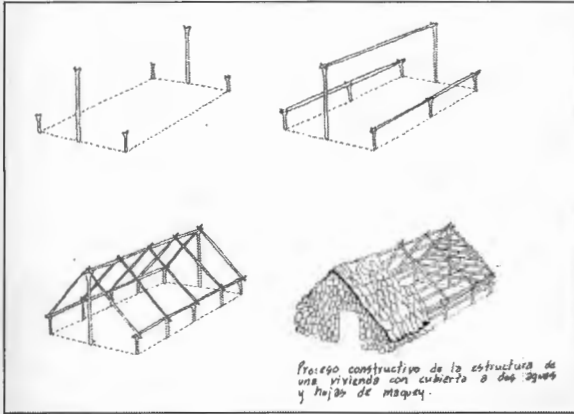 Proceso constructivo de la estructura de
una vivienda con cubierta a dos aguas
y hojas de maguey.